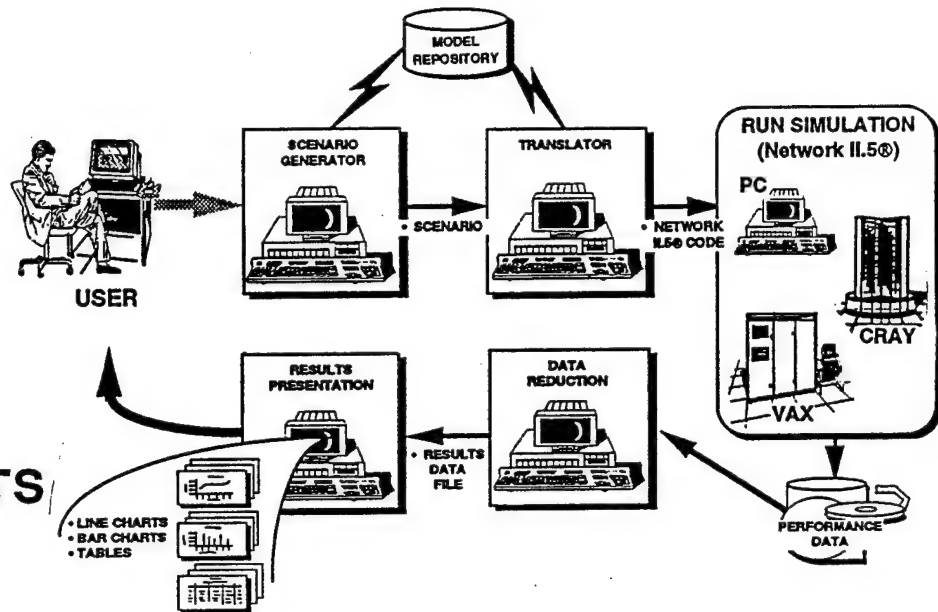 MODEL
REPOSITORY
SCENARIO
GENERATOR
TRANSLATOR
RUN SIMULATION
(Network II.5®)
PC
• SCENARIO
• NETWORK
II.5® CODE
USER
CRAY
VAX
RESULTS
PRESENTATION
DATA
REDUCTION
• RESULTS
DATA
FILE
TS
• LINE CHARTS
• BAR CHARTS
• TABLES
PERFORMANCE
DATA